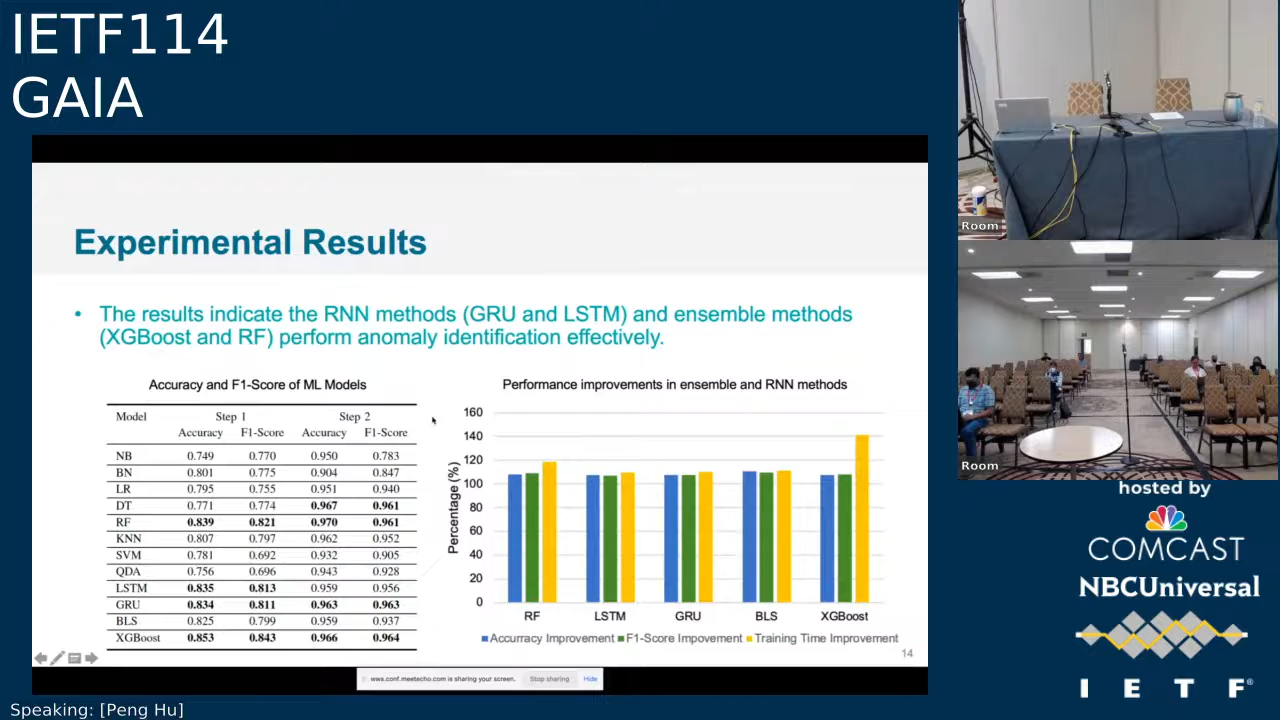 IETF114
GAIA
Experimental Results
• The results indicate the RNN methods (GRU and LSTM) and ensemble methods
(XGBoost and RF) perform anomaly identification effectively.
Accuracy and F1-Score of ML Models
Model Step 1 Step 2
Accuracy F1-Score Accuracy F1-Score
NB 0.749 0.770 0.950 0.783
BN 0.801 0.775 0.904 0.847
LR 0.795 0.755 0.951 0.940
DT 0.771 0.774 0.967 0.961
RF 0.839 0.821 0.970 0.961
KNN 0.807 0.797 0.962 0.952
SVM 0.781 0.692 0.932 0.905
QDA 0.756 0.696 0.943 0.928
LSTM 0.835 0.813 0.959 0.956
GRU 0.834 0.811 0.963 0.963
BLS 0.825 0.799 0.959 0.937
XGBoost 0.853 0.843 0.966 0.964
Performance improvements in ensemble and RNN methods
Percentage (%)
160
140
120
100
80
60
40
20
0
RF LSTM GRU BLS XGBoost
Accurracy Improvement F1-Score Impovement Training Time Improvement
14
www.conf.meetecho.com is sharing your screen. Stop sharing Hide
Speaking: [Peng Hu]
Room
Room
hosted by
COMCAST
NBCUniversal
I E T F®